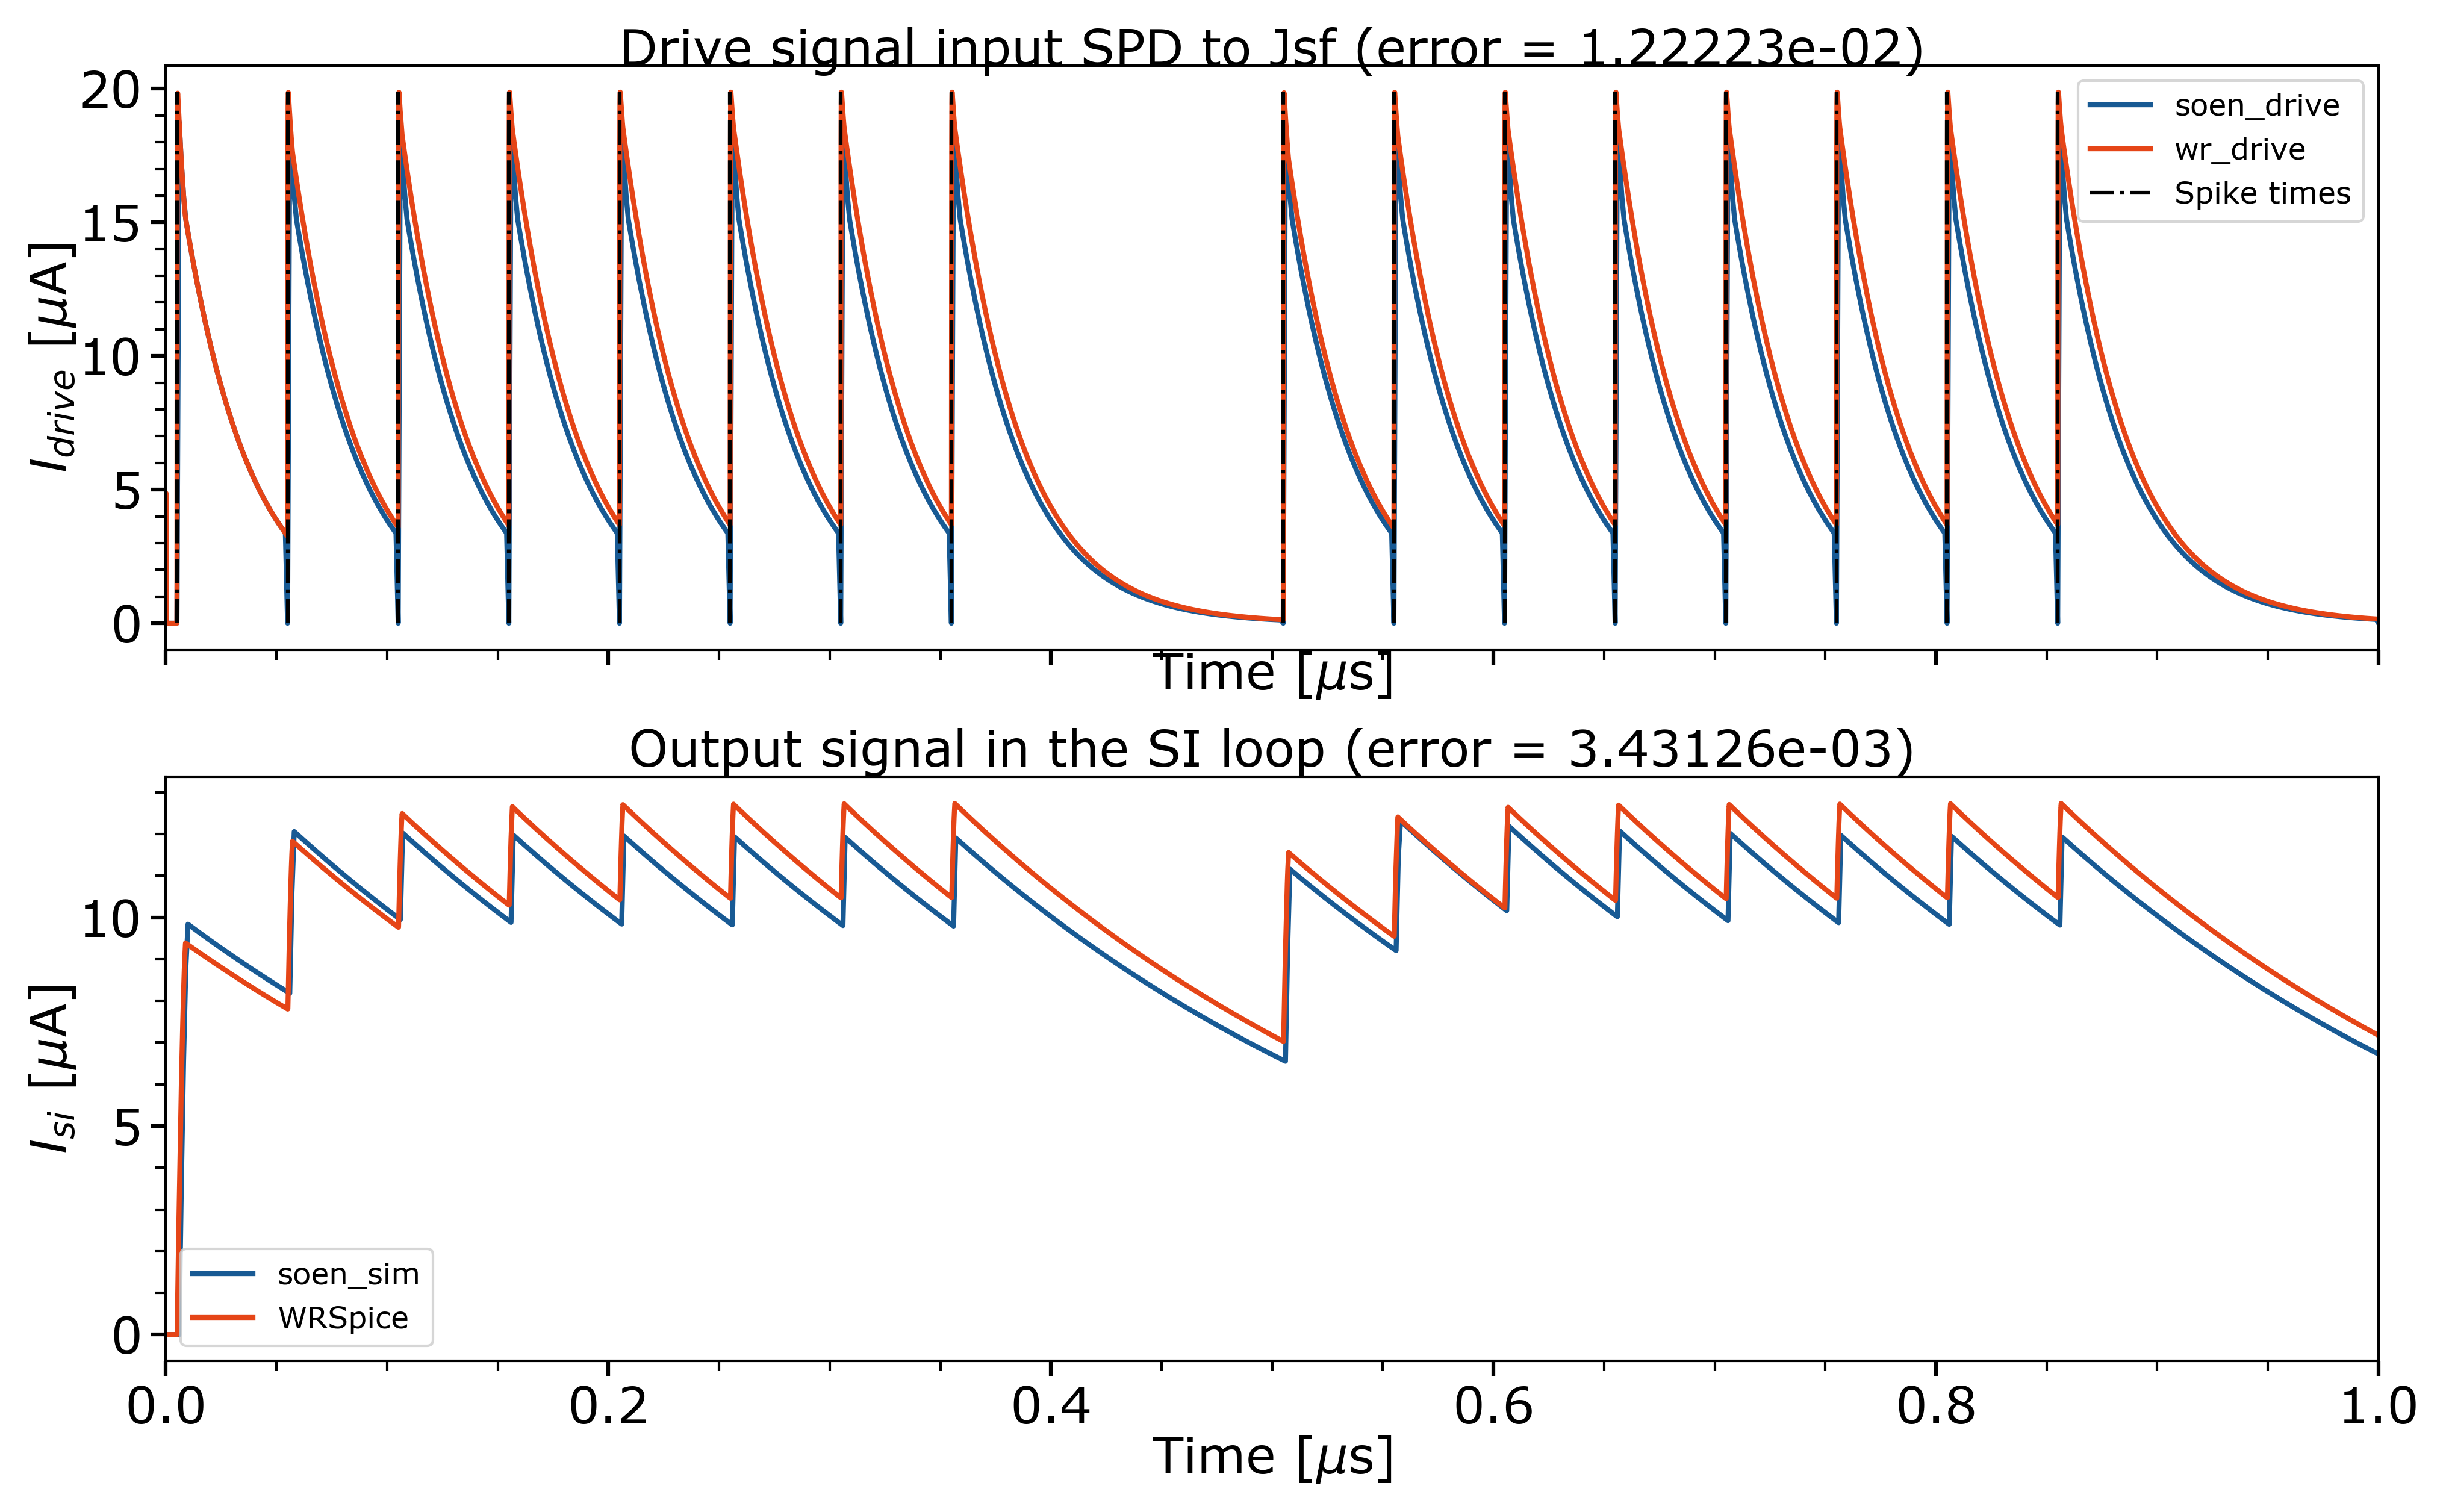 Drive signal input SPD to Jsf (error = 1.22223e-02)
20
15
10
5
0
I_drive [μA]
soen_drive
wr_drive
Spike times
Time [μs]
Output signal in the SI loop (error = 3.43126e-03)
10
5
0
I_si [μA]
soen_sim
WRSpice
0.0 0.2 0.4 0.6 0.8 1.0
Time [μs]